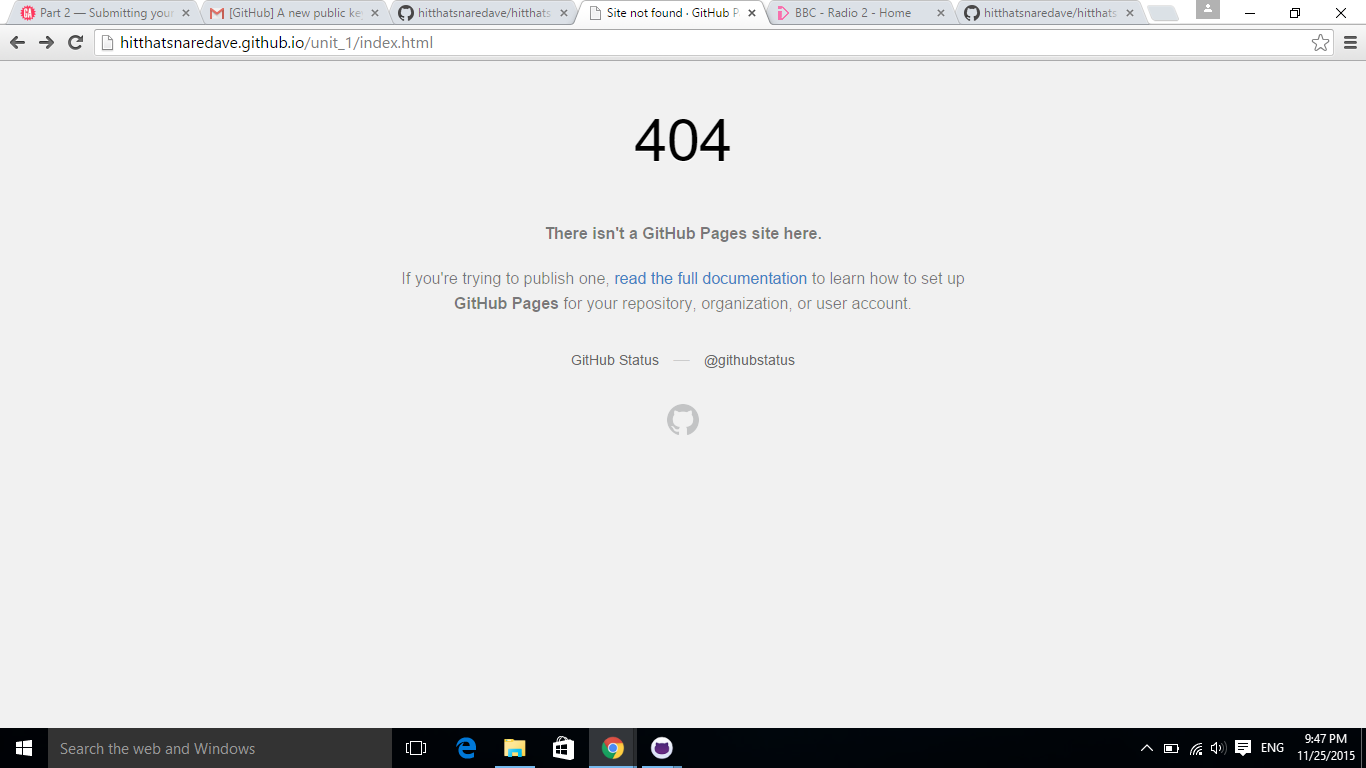 Part 2 — Submitting your
[GitHub] A new public ke
hitthatsnaredave/hitthats
Site not found · GitHub P
BBC - Radio 2 - Home
hitthatsnaredave/hitthats
hitthatsnaredave.github.io/unit_1/index.html
404
There isn't a GitHub Pages site here.
If you're trying to publish one, read the full documentation to learn how to set up
GitHub Pages for your repository, organization, or user account.
GitHub Status — @githubstatus
Search the web and Windows
ENG
9:47 PM
11/25/2015